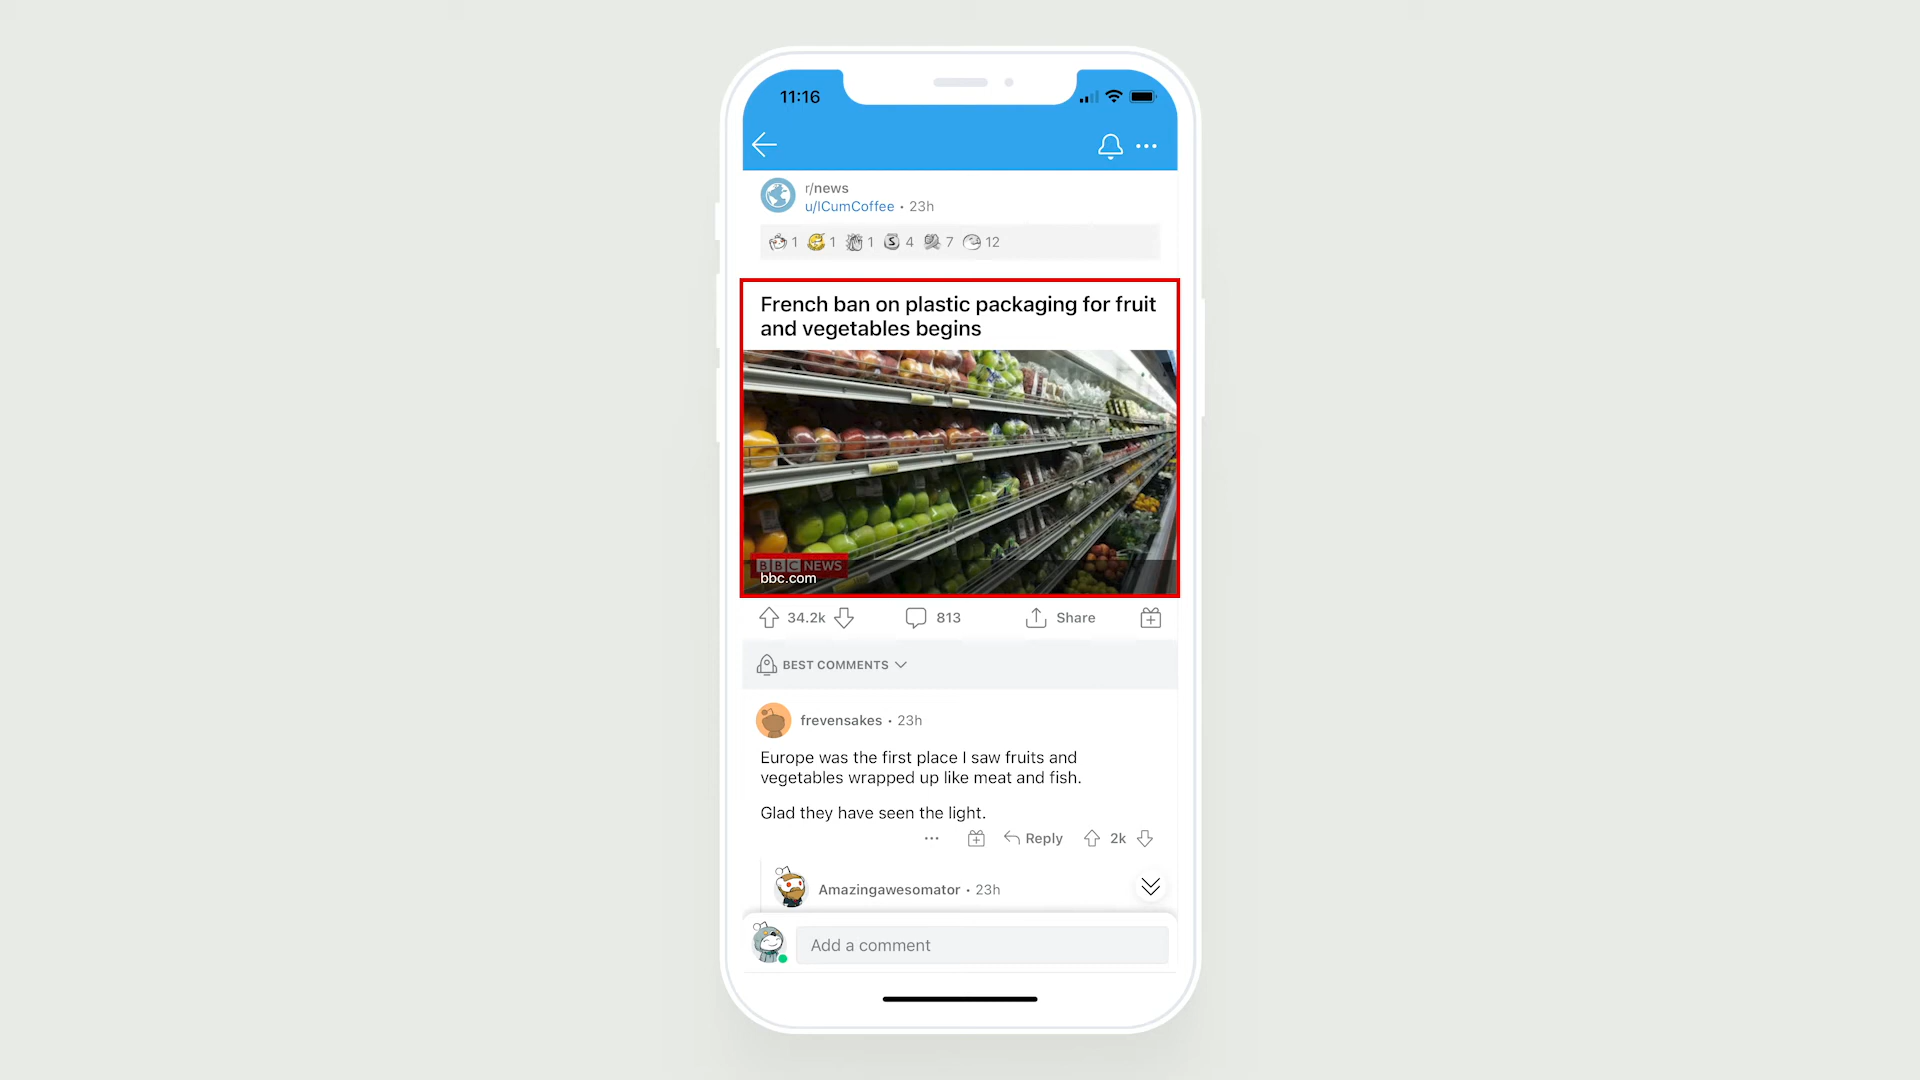 11:16
r/news
u/ICumCoffee • 23h
1 1 1 S 4 7 12
French ban on plastic packaging for fruit
and vegetables begins
BBC NEWS
bbc.com
34.2k 813 Share
BEST COMMENTS
frevensakes • 23h
Europe was the first place I saw fruits and
vegetables wrapped up like meat and fish.
Glad they have seen the light.
Reply 2k
Amazingawesomator • 23h
Add a comment